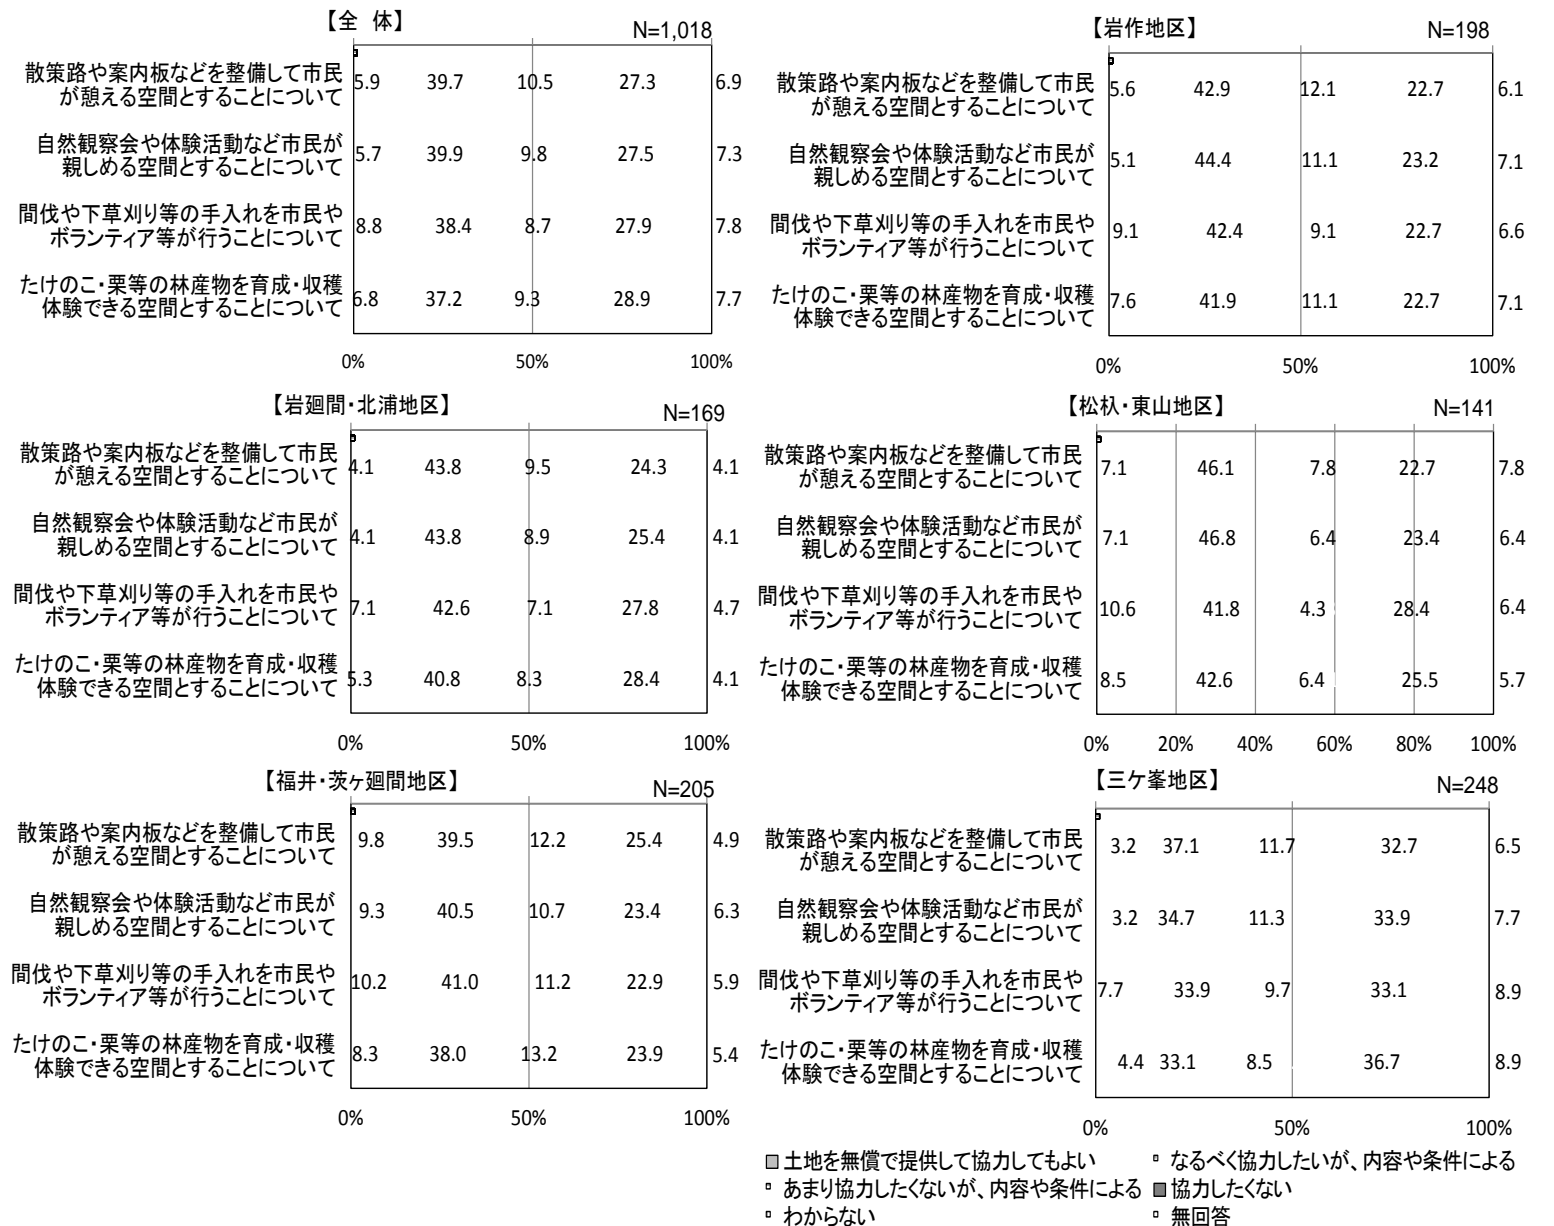 【全 体】
N=1,018
散策路や案内板などを整備して市民
が憩える空間とすることについて
5.9 39.7 10.5 27.3 6.9
自然観察会や体験活動など市民が
親しめる空間とすることについて
5.7 39.9 9.8 27.5 7.3
間伐や下草刈り等の手入れを市民や
ボランティア等が行うことについて
8.8 38.4 8.7 27.9 7.8
たけのこ・栗等の林産物を育成・収穫
体験できる空間とすることについて
6.8 37.2 9.3 28.9 7.7
0% 50% 100%
【岩作地区】
N=198
散策路や案内板などを整備して市民
が憩える空間とすることについて
5.6 42.9 12.1 22.7 6.1
自然観察会や体験活動など市民が
親しめる空間とすることについて
5.1 44.4 11.1 23.2 7.1
間伐や下草刈り等の手入れを市民や
ボランティア等が行うことについて
9.1 42.4 9.1 22.7 6.6
たけのこ・栗等の林産物を育成・収穫
体験できる空間とすることについて
7.6 41.9 11.1 22.7 7.1
0% 50% 100%
【岩廻間・北浦地区】
N=169
散策路や案内板などを整備して市民
が憩える空間とすることについて
4.1 43.8 9.5 24.3 4.1
自然観察会や体験活動など市民が
親しめる空間とすることについて
4.1 43.8 8.9 25.4 4.1
間伐や下草刈り等の手入れを市民や
ボランティア等が行うことについて
7.1 42.6 7.1 27.8 4.7
たけのこ・栗等の林産物を育成・収穫
体験できる空間とすることについて
5.3 40.8 8.3 28.4 4.1
0% 50% 100%
【松杁・東山地区】
N=141
散策路や案内板などを整備して市民
が憩える空間とすることについて
7.1 46.1 7.8 22.7 7.8
自然観察会や体験活動など市民が
親しめる空間とすることについて
7.1 46.8 6.4 23.4 6.4
間伐や下草刈り等の手入れを市民や
ボランティア等が行うことについて
10.6 41.8 4.3 28.4 6.4
たけのこ・栗等の林産物を育成・収穫
体験できる空間とすることについて
8.5 42.6 6.4 25.5 5.7
0% 20% 40% 60% 80% 100%
【福井・茨ヶ廻間地区】
N=205
散策路や案内板などを整備して市民
が憩える空間とすることについて
9.8 39.5 12.2 25.4 4.9
自然観察会や体験活動など市民が
親しめる空間とすることについて
9.3 40.5 10.7 23.4 6.3
間伐や下草刈り等の手入れを市民や
ボランティア等が行うことについて
10.2 41.0 11.2 22.9 5.9
たけのこ・栗等の林産物を育成・収穫
体験できる空間とすることについて
8.3 38.0 13.2 23.9 5.4
0% 50% 100%
【三ケ峯地区】
N=248
散策路や案内板などを整備して市民
が憩える空間とすることについて
3.2 37.1 11.7 32.7 6.5
自然観察会や体験活動など市民が
親しめる空間とすることについて
3.2 34.7 11.3 33.9 7.7
間伐や下草刈り等の手入れを市民や
ボランティア等が行うことについて
7.7 33.9 9.7 33.1 8.9
たけのこ・栗等の林産物を育成・収穫
体験できる空間とすることについて
4.4 33.1 8.5 36.7 8.9
0% 50% 100%
土地を無償で提供して協力してもよい なるべく協力したいが、内容や条件による
あまり協力したくないが、内容や条件による 協力したくない
わからない 無回答